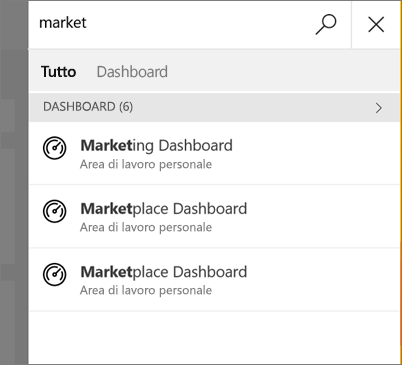 market
Tutto Dashboard
DASHBOARD (6)
Marketing Dashboard
Area di lavoro personale
Marketplace Dashboard
Area di lavoro personale
Marketplace Dashboard
Area di lavoro personale